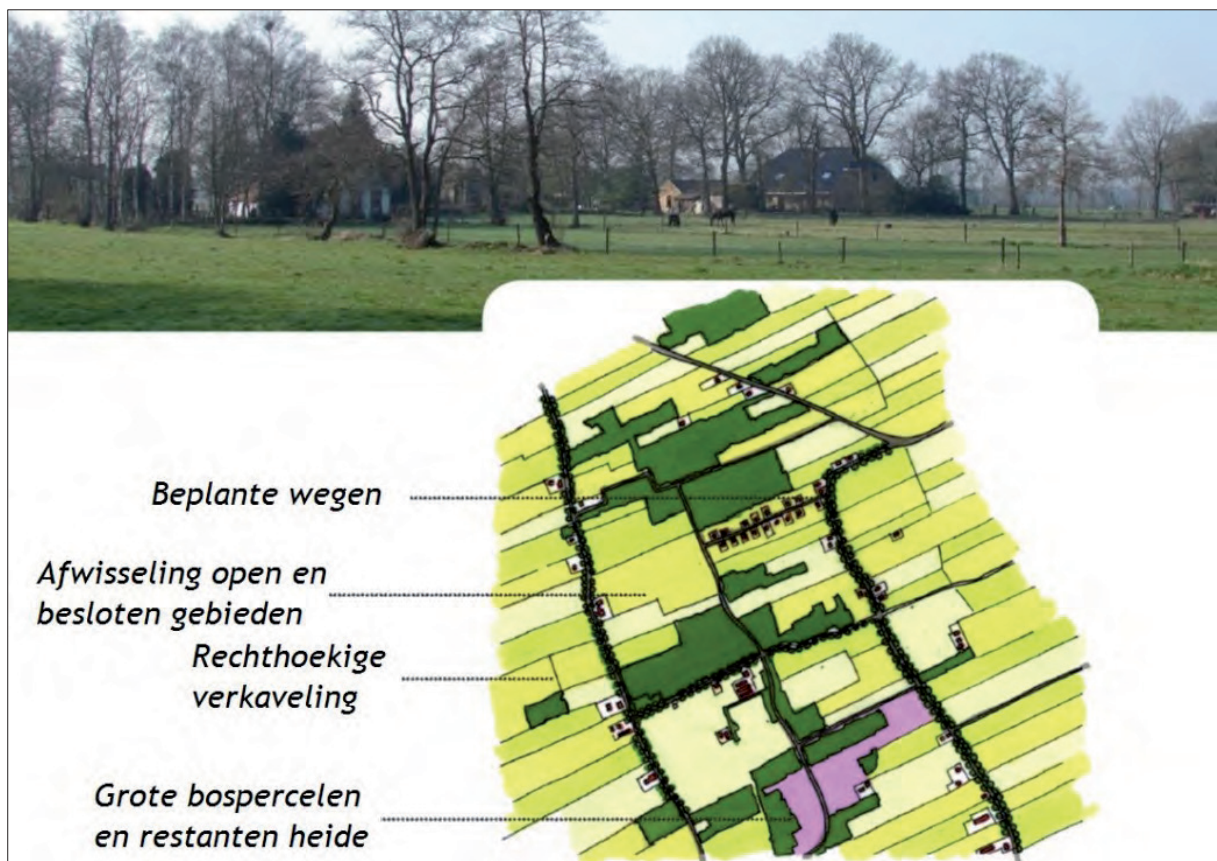 Beplante wegen
Afwisseling open en
besloten gebieden
Rechthoekige
verkaveling
Grote bospercelen
en restanten heide